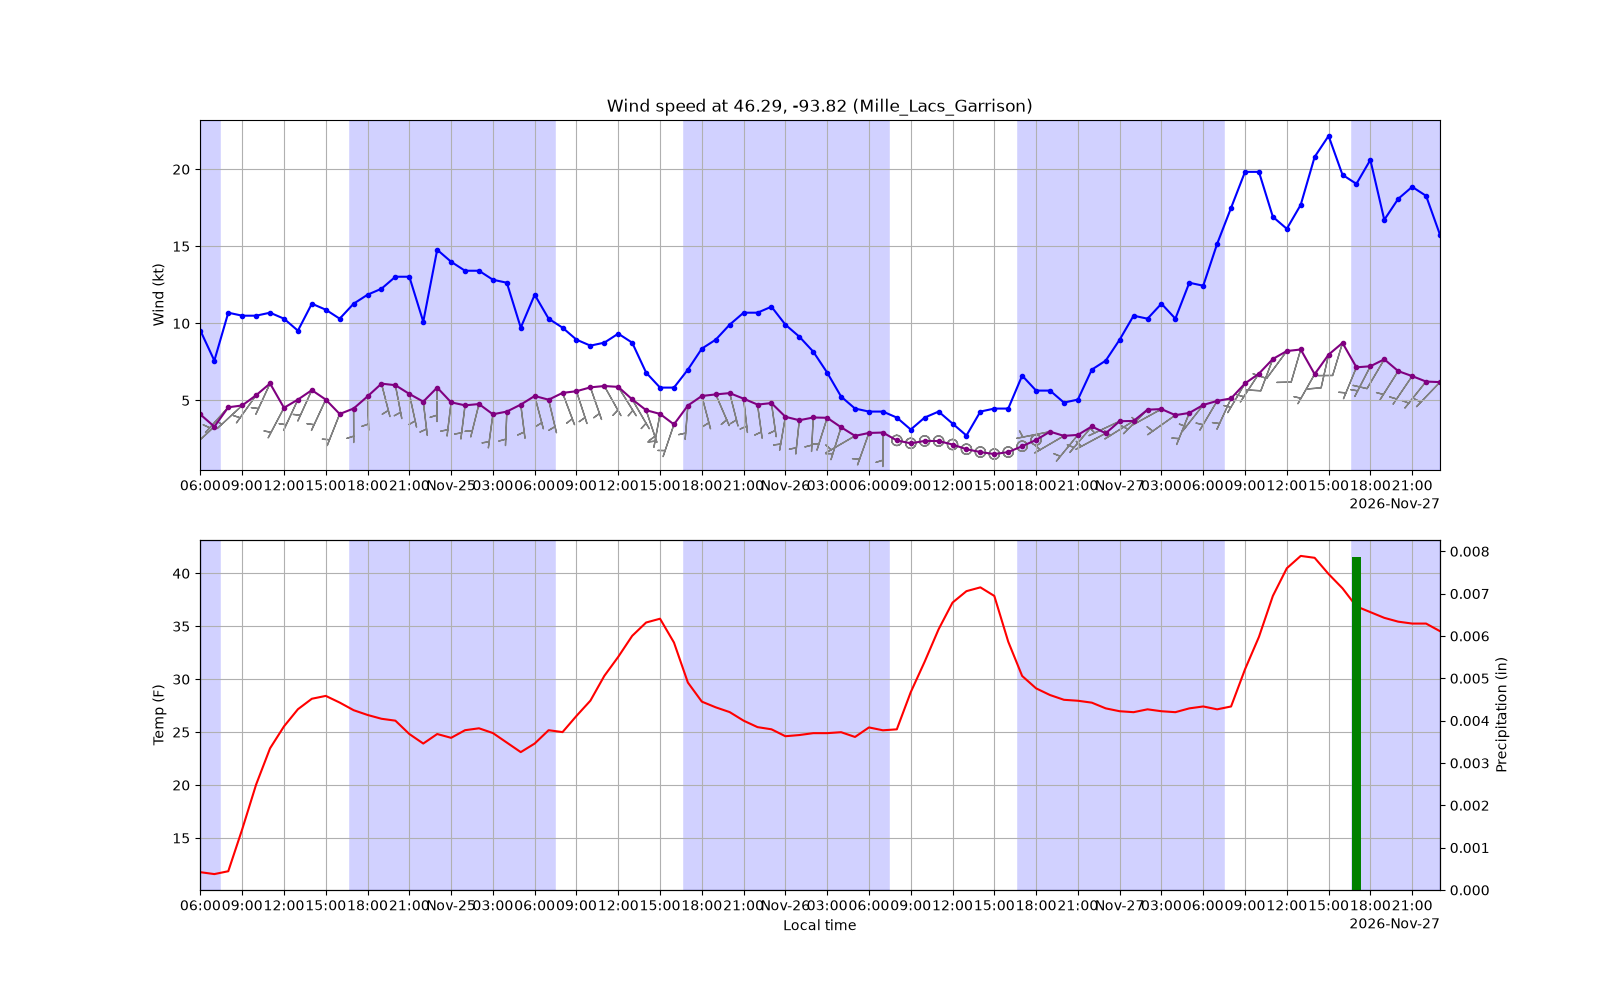 Wind speed at 46.29, -93.82 (Mille_Lacs_Garrison)
20
15
10
5
Wind (kt)
06:00 09:00 12:00 15:00 18:00 21:00 Nov-25 03:00 06:00 09:00 12:00 15:00 18:00 21:00 Nov-26 03:00 06:00 09:00 12:00 15:00 18:00 21:00 Nov-27 03:00 06:00 09:00 12:00 15:00 18:00 21:00
2026-Nov-27
40
35
30
25
20
15
Temp (F)
0.008
0.007
0.006
0.005
0.004
0.003
0.002
0.001
0.000
Precipitation (in)
06:00 09:00 12:00 15:00 18:00 21:00 Nov-25 03:00 06:00 09:00 12:00 15:00 18:00 21:00 Nov-26 03:00 06:00 09:00 12:00 15:00 18:00 21:00 Nov-27 03:00 06:00 09:00 12:00 15:00 18:00 21:00
Local time
2026-Nov-27